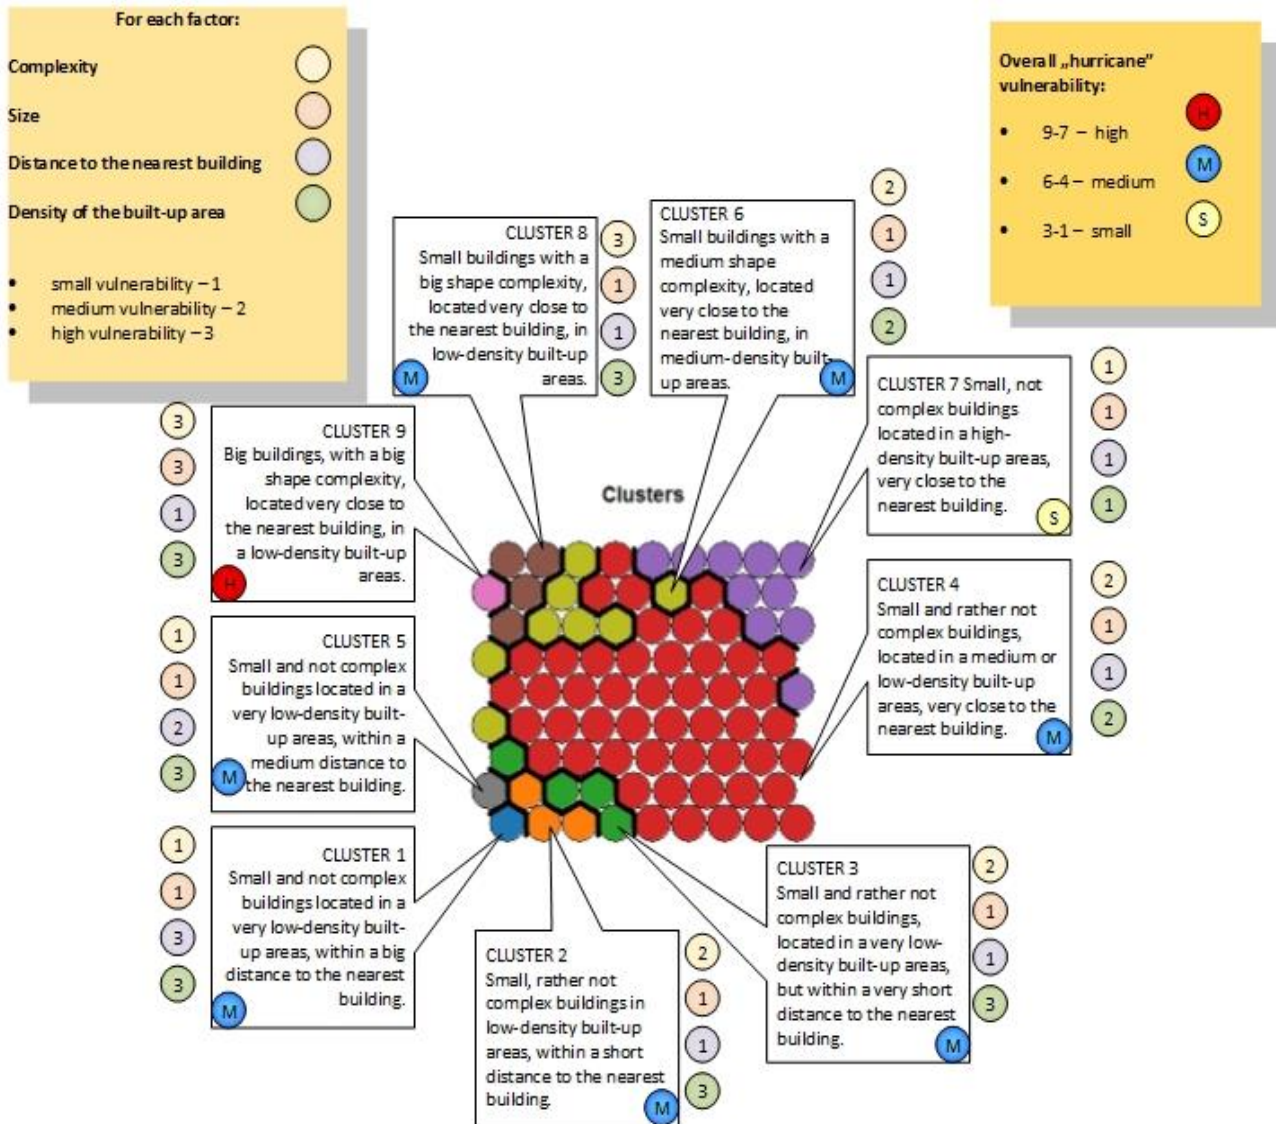 For each factor:
Complexity
Size
Distance to the nearest building
Density of the built-up area
• small vulnerability – 1
• medium vulnerability – 2
• high vulnerability – 3
Overall „hurricane”
vulnerability:
• 9-7 – high
H
• 6-4 – medium
M
• 3-1 – small
S
CLUSTER 8
Small buildings with a
big shape complexity,
located very close to
the nearest building, in
low-density built-up
areas.
M
3
1
1
3
CLUSTER 6
Small buildings with a
medium shape
complexity, located
very close to the
nearest building, in
medium-density built-
up areas.
M
2
1
1
2
CLUSTER 7 Small, not
complex buildings
located in a high-
density built-up areas,
very close to the
nearest building.
S
1
1
1
1
3
3
1
3
CLUSTER 9
Big buildings, with a big
shape complexity,
located very close to
the nearest building, in
a low-density built-up
areas.
H
Clusters
CLUSTER 4
Small and rather not
complex buildings,
located in a medium or
low-density built-up
areas, very close to the
nearest building.
M
2
1
1
2
1
1
2
3
CLUSTER 5
Small and not complex
buildings located in a
very low-density built-
up areas, within a
medium distance to
the nearest building.
M
1
1
3
3
CLUSTER 1
Small and not complex
buildings located in a
very low-density built-
up areas, within a big
distance to the nearest
building.
M
CLUSTER 2
Small, rather not
complex buildings in
low-density built-up
areas, within a short
distance to the nearest
building.
M
2
1
1
3
CLUSTER 3
Small and rather not
complex buildings,
located in a very low-
density built-up areas,
but within a very short
distance to the nearest
building.
M
2
1
1
3